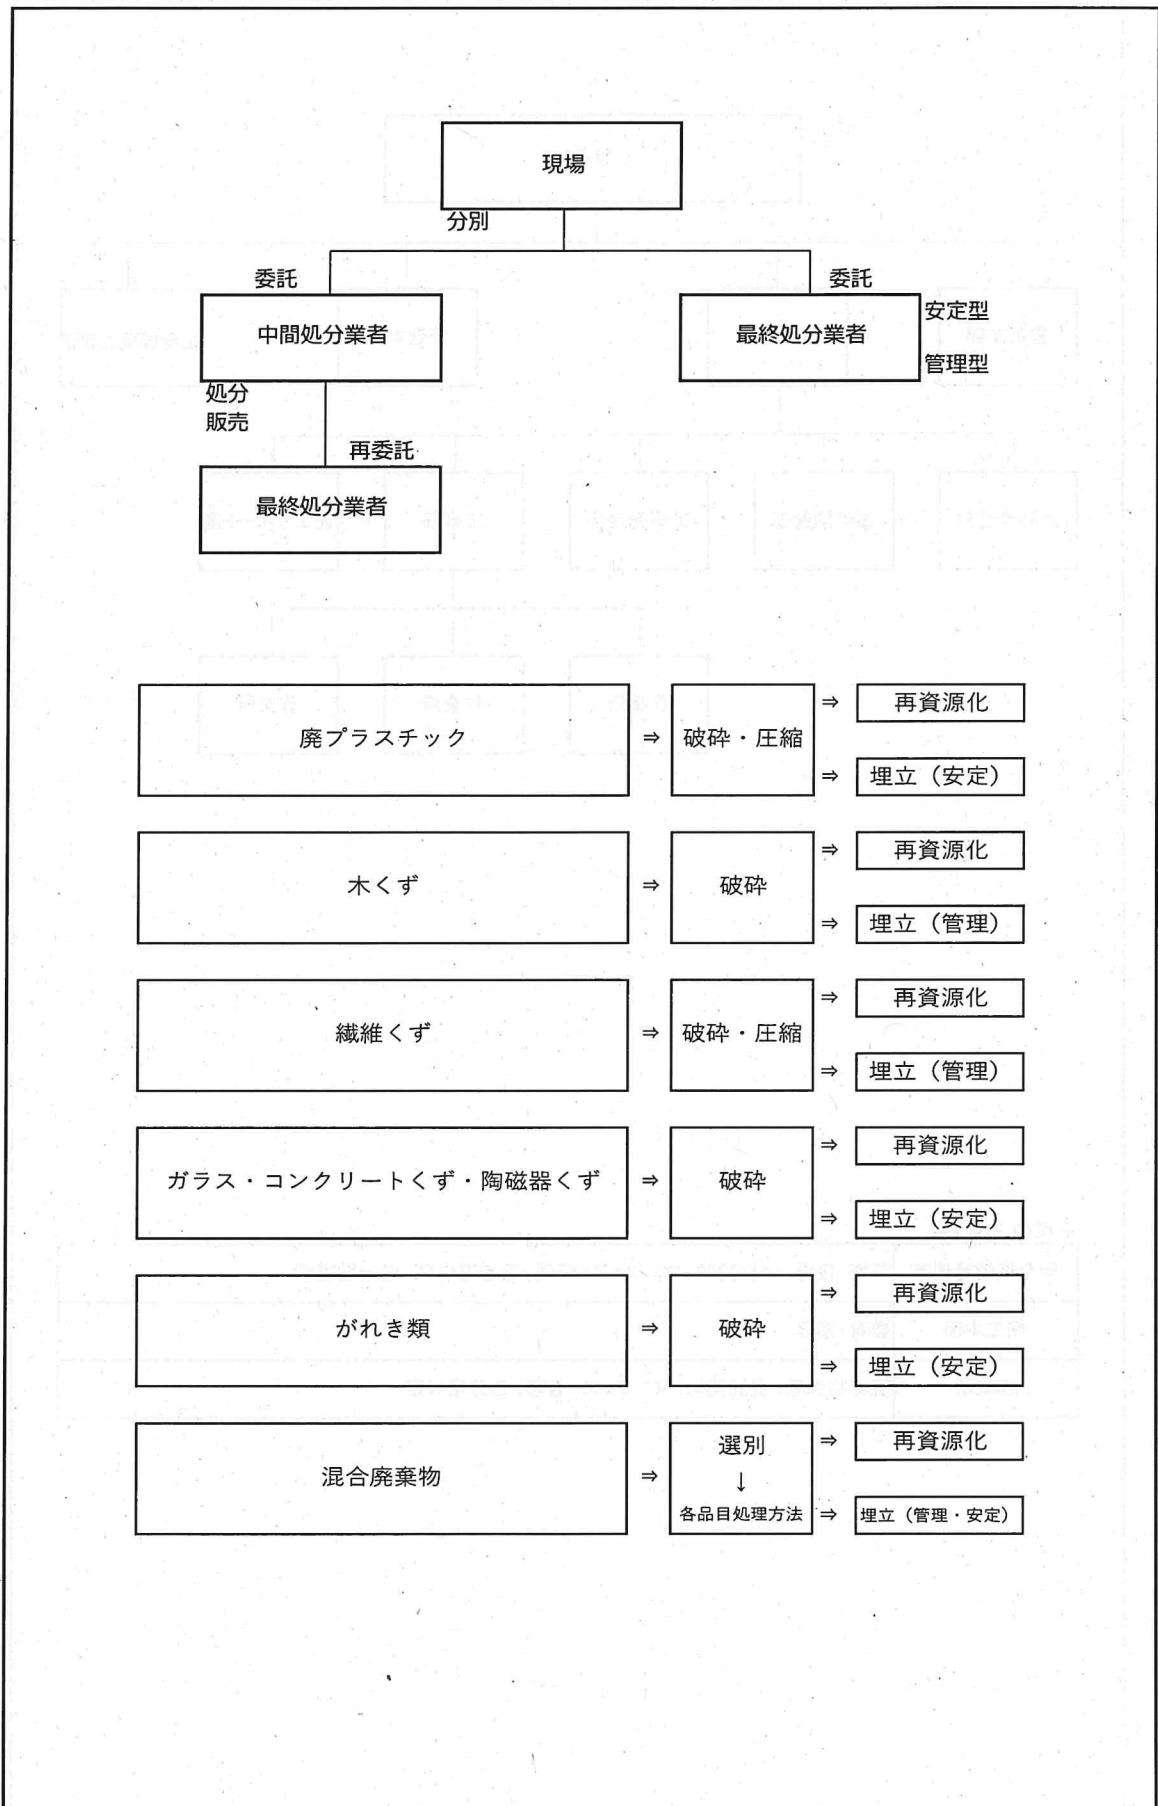 現場
分別
委託
委託
中間処分業者
最終処分業者
安定型
管理型
処分
販売
再委託
最終処分業者
廃プラスチック ⇒ 破砕・圧縮 ⇒ 再資源化
⇒ 埋立（安定）
木くず ⇒ 破砕 ⇒ 再資源化
⇒ 埋立（管理）
繊維くず ⇒ 破砕・圧縮 ⇒ 再資源化
⇒ 埋立（管理）
ガラス・コンクリートくず・陶磁器くず ⇒ 破砕 ⇒ 再資源化
⇒ 埋立（安定）
がれき類 ⇒ 破砕 ⇒ 再資源化
⇒ 埋立（安定）
混合廃棄物 ⇒ 選別 ⇒ 再資源化
↓
各品目処理方法 ⇒ 埋立（管理・安定）